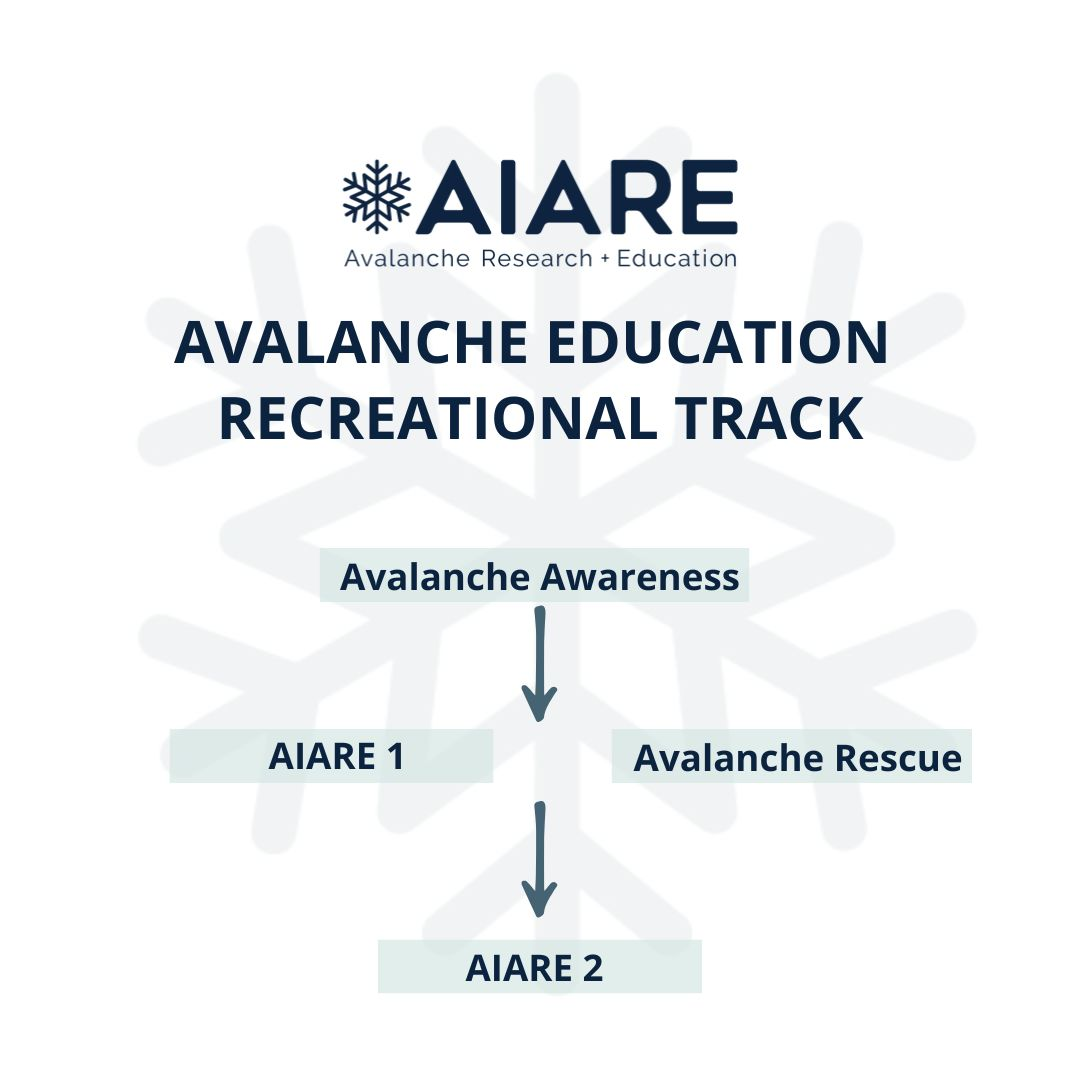 AIARE
Avalanche Research + Education
AVALANCHE EDUCATION
RECREATIONAL TRACK
Avalanche Awareness
AIARE 1
Avalanche Rescue
AIARE 2